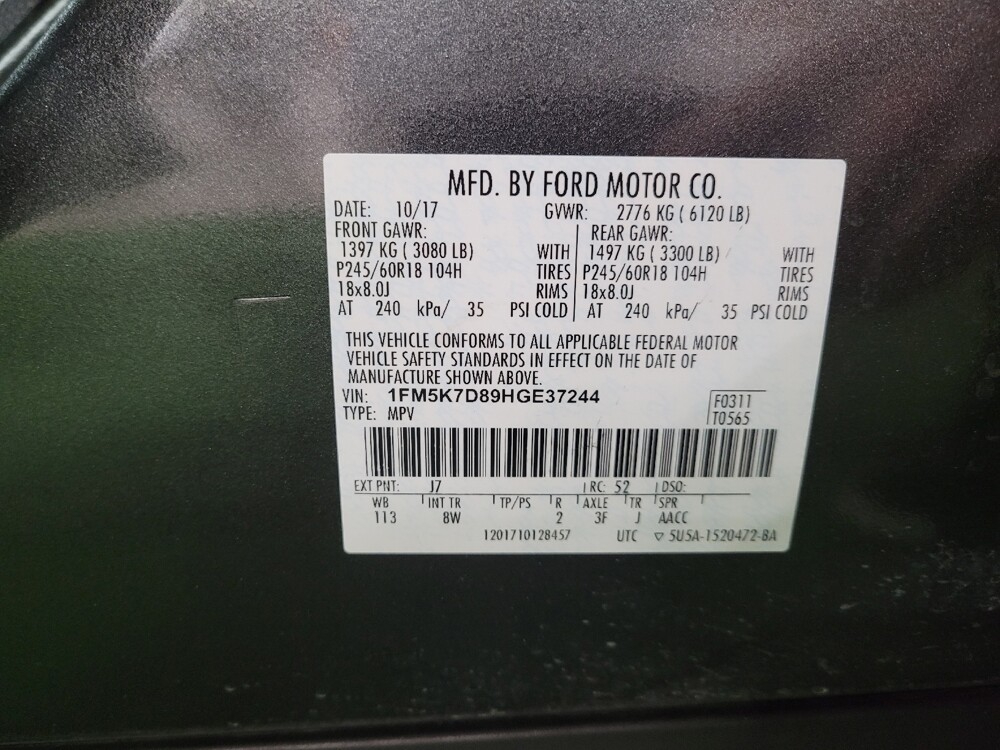 MFD. BY FORD MOTOR CO.
DATE: 10/17 GVWR: 2776 KG ( 6120 LB)
FRONT GAWR: REAR GAWR:
1397 KG ( 3080 LB) WITH 1497 KG ( 3300 LB) WITH
P245/60R18 104H TIRES P245/60R18 104H TIRES
18x8.0J RIMS 18x8.0J RIMS
AT 240 kPa/ 35 PSI COLD AT 240 kPa/ 35 PSI COLD
THIS VEHICLE CONFORMS TO ALL APPLICABLE FEDERAL MOTOR
VEHICLE SAFETY STANDARDS IN EFFECT ON THE DATE OF
MANUFACTURE SHOWN ABOVE.
VIN: 1FM5K7D89HGE37244 F0311
TYPE: MPV T0565
EXT PNT: J7 RC: 52 DSO:
WB INT TR TP/PS R AXLE TR SPR
113 8W 2 3F J AACC
1201710128457 UTC ▽ 5U5A-1520472-BA